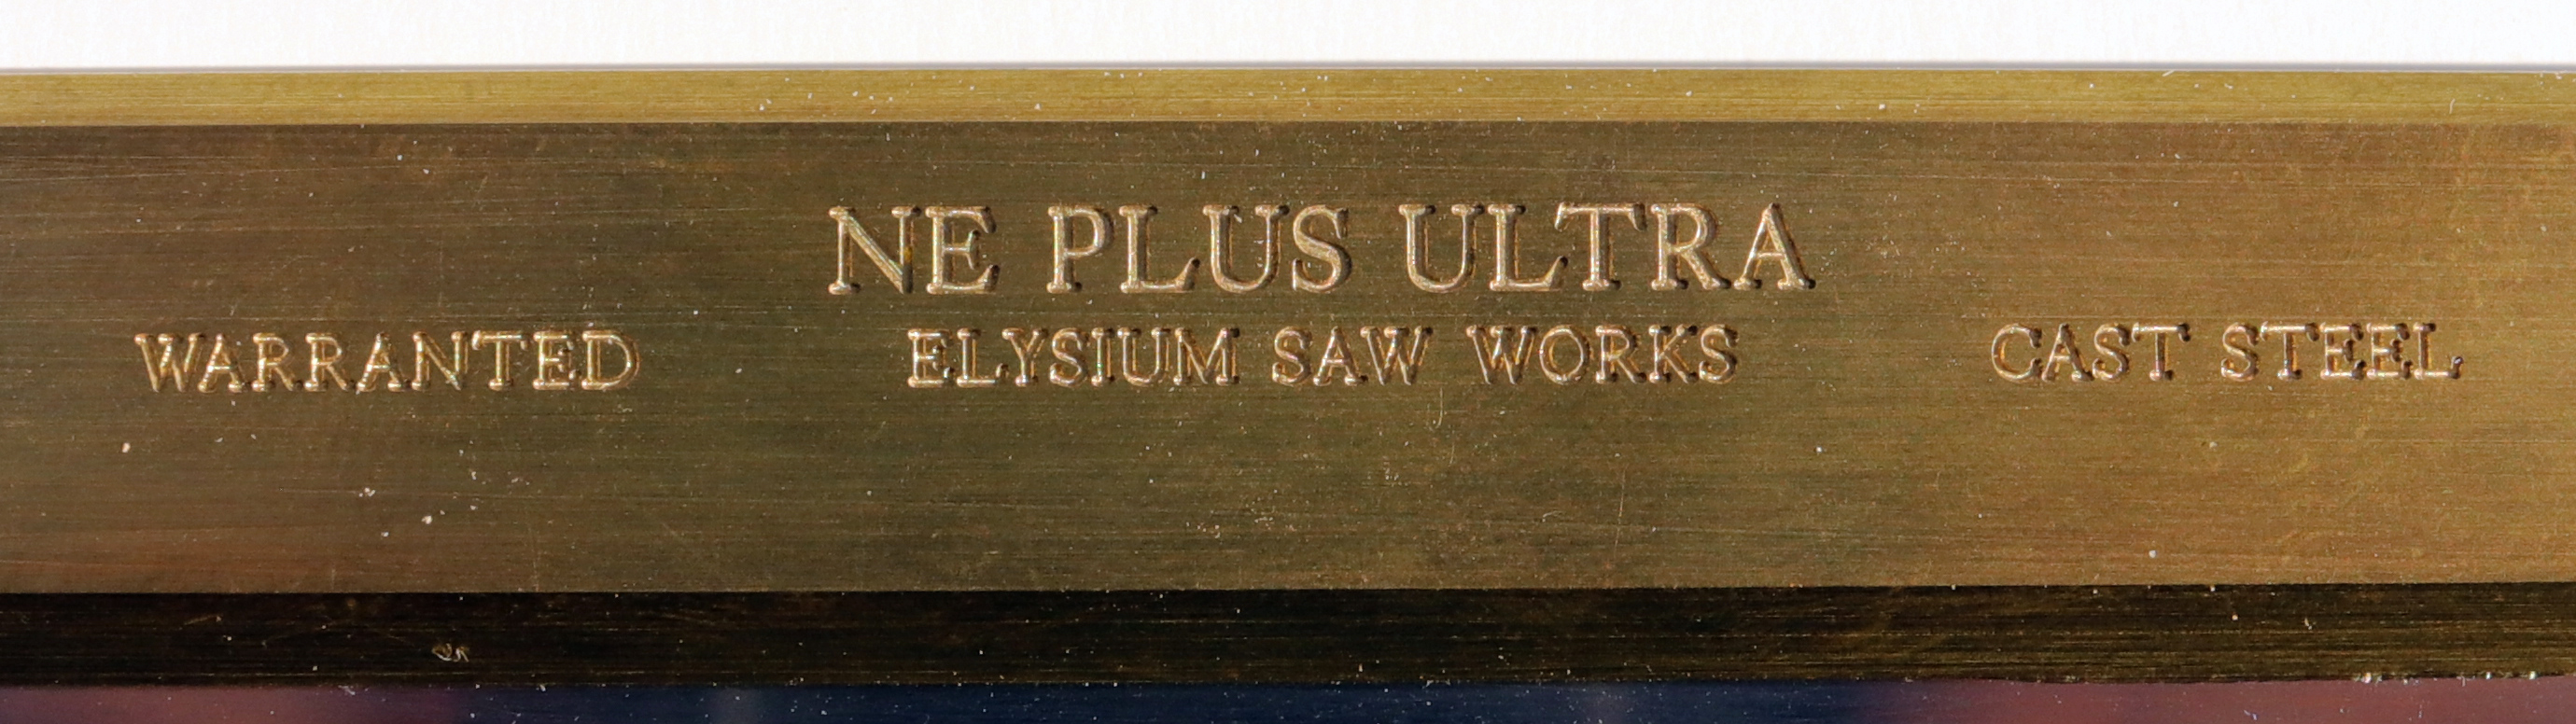 NE PLUS ULTRA
WARRANTED ELYSIUM SAW WORKS CAST STEEL